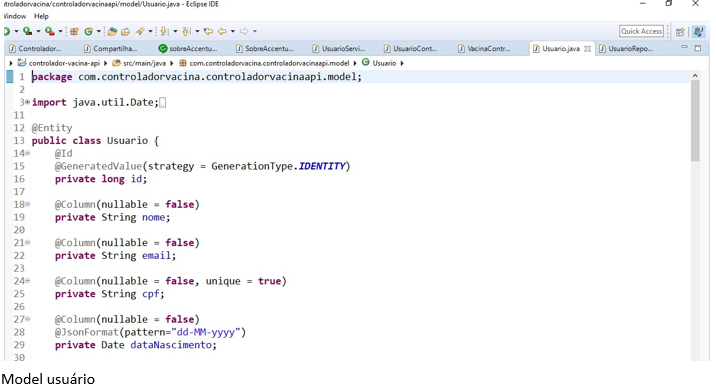 ıtroladorvacina/controladorvacinaapi/model/Usuario.java - Eclipse IDE
Window Help
Quick Access
Controlador... Compartilha... sobreAccentu... SobreAccentu... UsuarioServi... UsuarioCont... VacinaContr... Usuario.java UsuarioRepo...
controlador-vacina-api src/main/java com.controladorvacina.controladorvacinaapi.model Usuario
1 package com.controladorvacina.controladorvacinaapi.model;
2
3 import java.util.Date;
11
12 @Entity
13 public class Usuario {
14 @Id
15 @GeneratedValue(strategy = GenerationType.IDENTITY)
16 private long id;
17
18 @Column(nullable = false)
19 private String nome;
20
21 @Column(nullable = false)
22 private String email;
23
24 @Column(nullable = false, unique = true)
25 private String cpf;
26
27 @Column(nullable = false)
28 @JsonFormat(pattern="dd-MM-yyyy")
29 private Date dataNascimento;
30
Model usuário